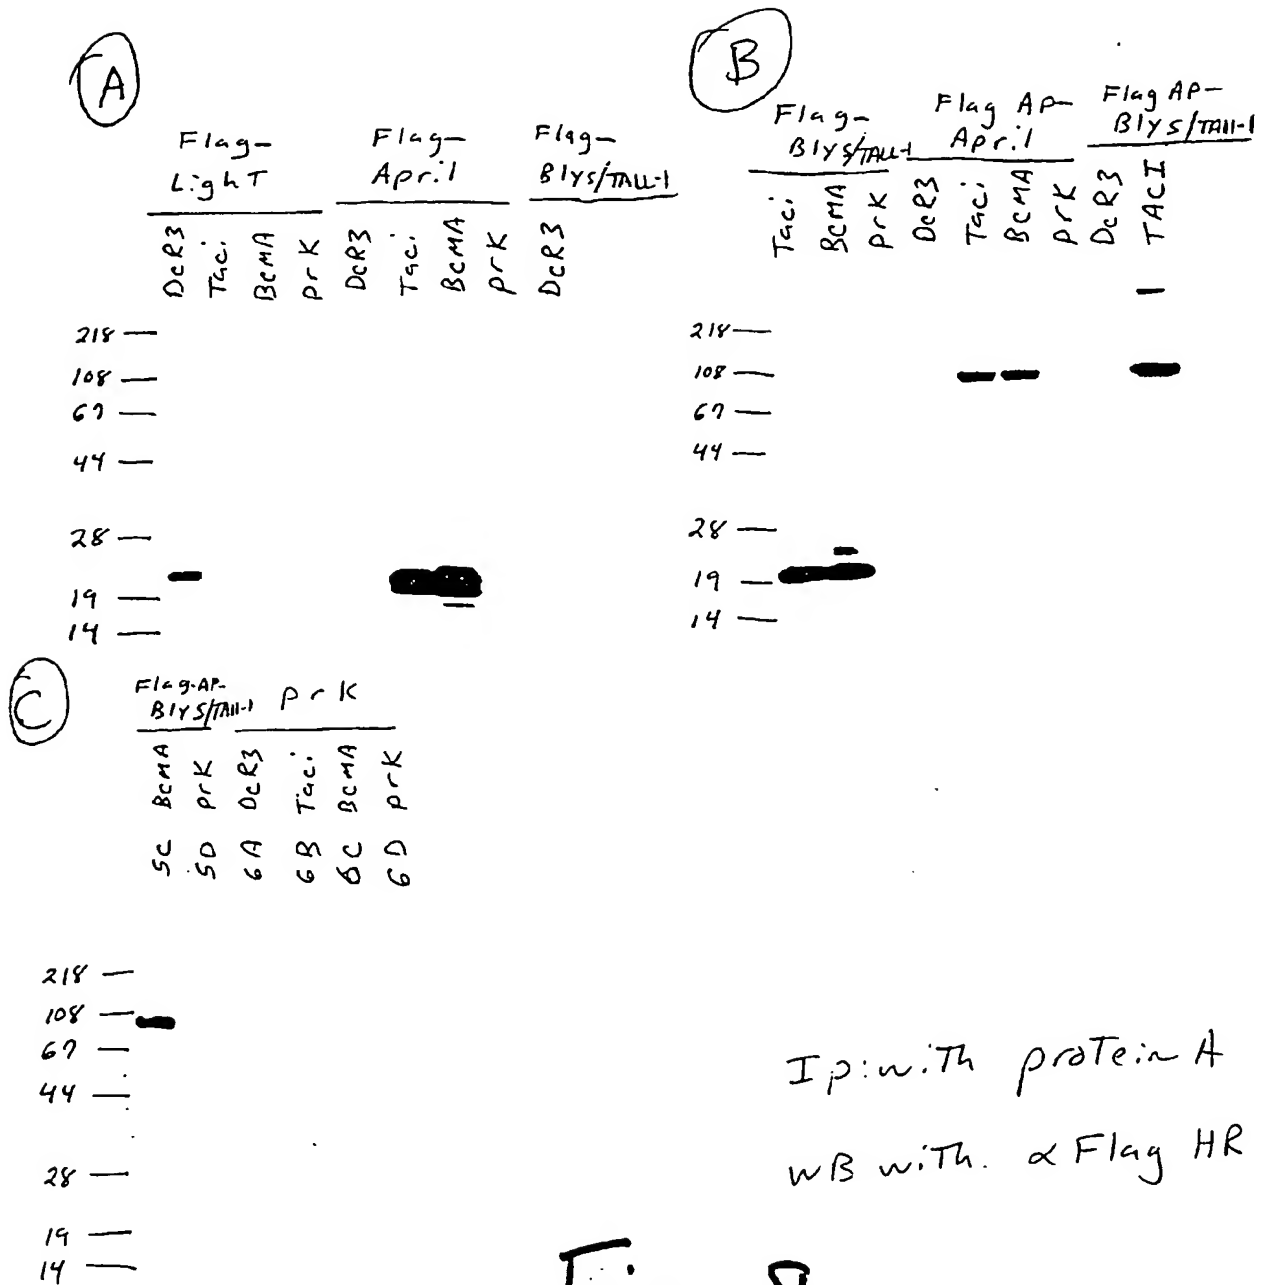 A
Flag- Flag- Flag-
LighT April Blys/TALL-1
DcR3 Taci BCMA prK DcR3 Taci BCMA prK DcR3
218
108
67
44
28
19
14
B
Flag- Flag AP- Flag AP-
Blys/TALL-1 April Blys/TAll-1
Taci BCMA prK DcR3 Taci BCMA prK DcR3 TACI
218
108
67
44
28
19
14
C
Flag-AP- prK
Blys/TAll-1
BCMA prK DcR3 Taci BCMA prK
5C 5D 6A 6B 6C 6D
218
108
67
44
28
19
14
Ip: with protein A
WB with. α Flag HR